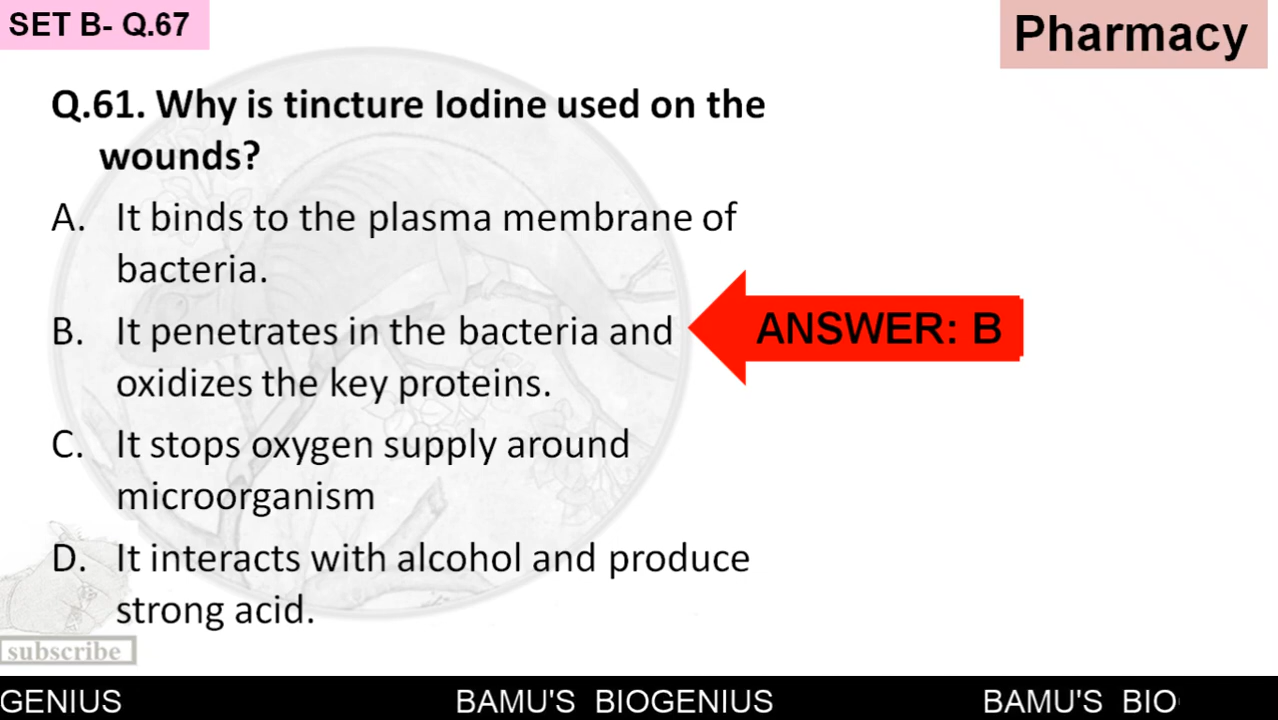 SET B- Q.67
Pharmacy
Q.61. Why is tincture Iodine used on the
wounds?
A. It binds to the plasma membrane of
bacteria.
B. It penetrates in the bacteria and
oxidizes the key proteins.
ANSWER: B
C. It stops oxygen supply around
microorganism
D. It interacts with alcohol and produce
strong acid.
subscribe
GENIUS BAMU'S BIOGENIUS BAMU'S BIO